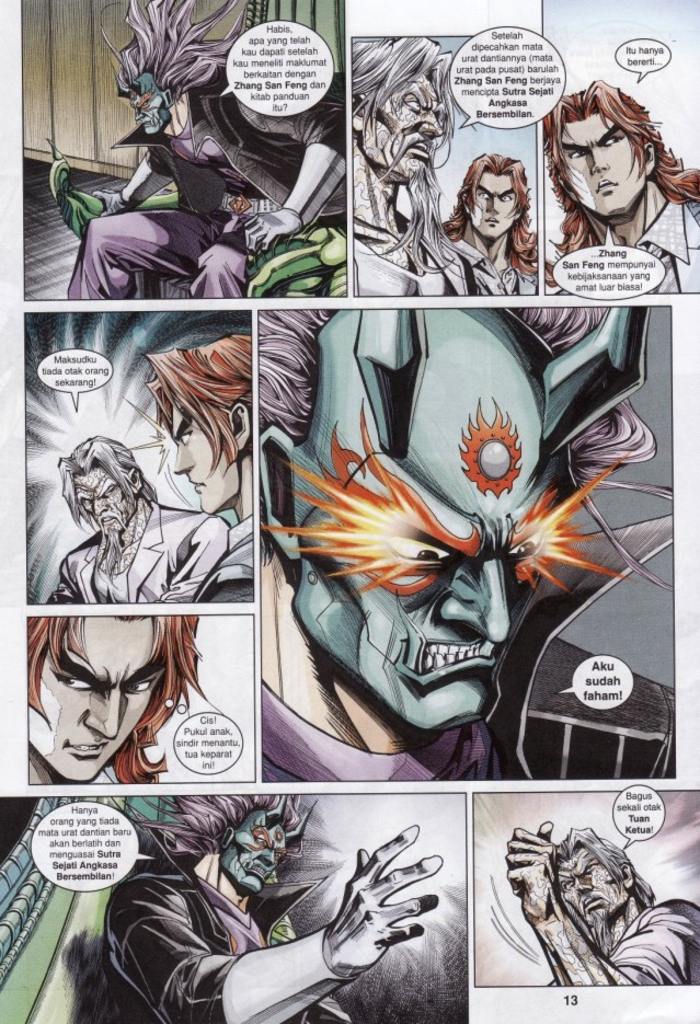 Habis,
apa yang telah
kau dapati setelah
kau meneliti maklumat
berkaitan dengan
Zhang San Feng dan
kitab panduan
itu?
Setelah
dipecahkan mata
urat dantiannya (mata
urat pada pusat) barulah
Zhang San Feng berjaya
mencipta Sutra Sejati
Angkasa
Bersembilan.
Itu hanya
bererti...
...Zhang
San Feng mempunyai
kebijaksanaan yang
amat luar biasa!
Maksudku
tiada otak orang
sekarang!
Aku
sudah
faham!
Cis!
Pukul anak,
sindir menantu,
tua keparat
ini!
Hanya
orang yang tiada
mata urat dantian baru
akan berlatih dan
menguasai Sutra
Sejati Angkasa
Bersembilan!
Bagus
sekali otak
Tuan
Ketua!
13